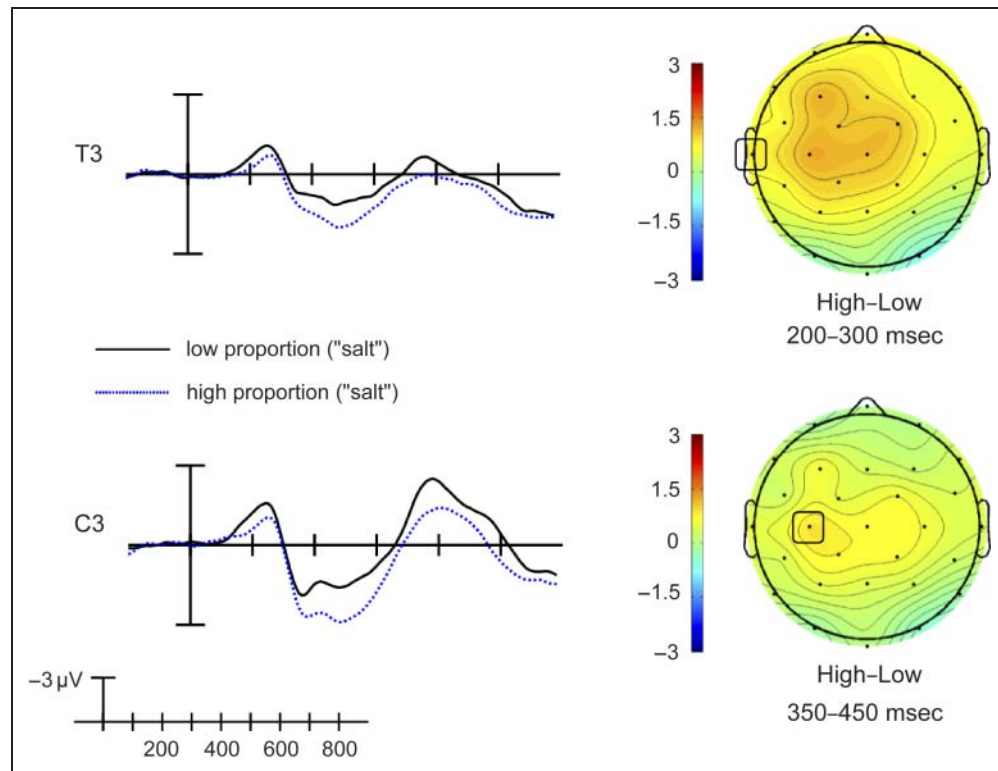 T3
low proportion ("salt")
high proportion ("salt")
C3
−3 µV
200 400 600 800
3
1.5
0
−1.5
−3
High–Low
200–300 msec
3
1.5
0
−1.5
−3
High–Low
350–450 msec